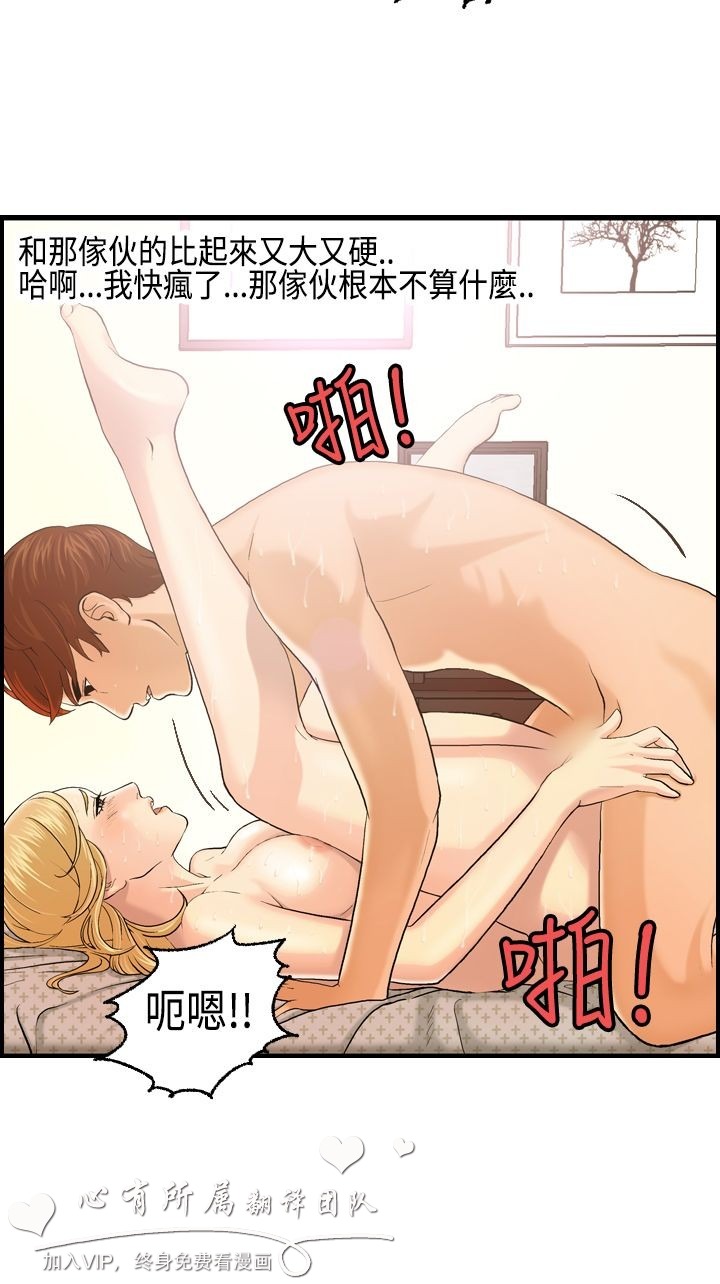 和那傢伙的比起來又大又硬..
哈啊...我快瘋了...那傢伙根本不算什麼..
啪!
啪!
呃嗯!!
心有所属翻译团队
加入VIP，终身免费看漫画